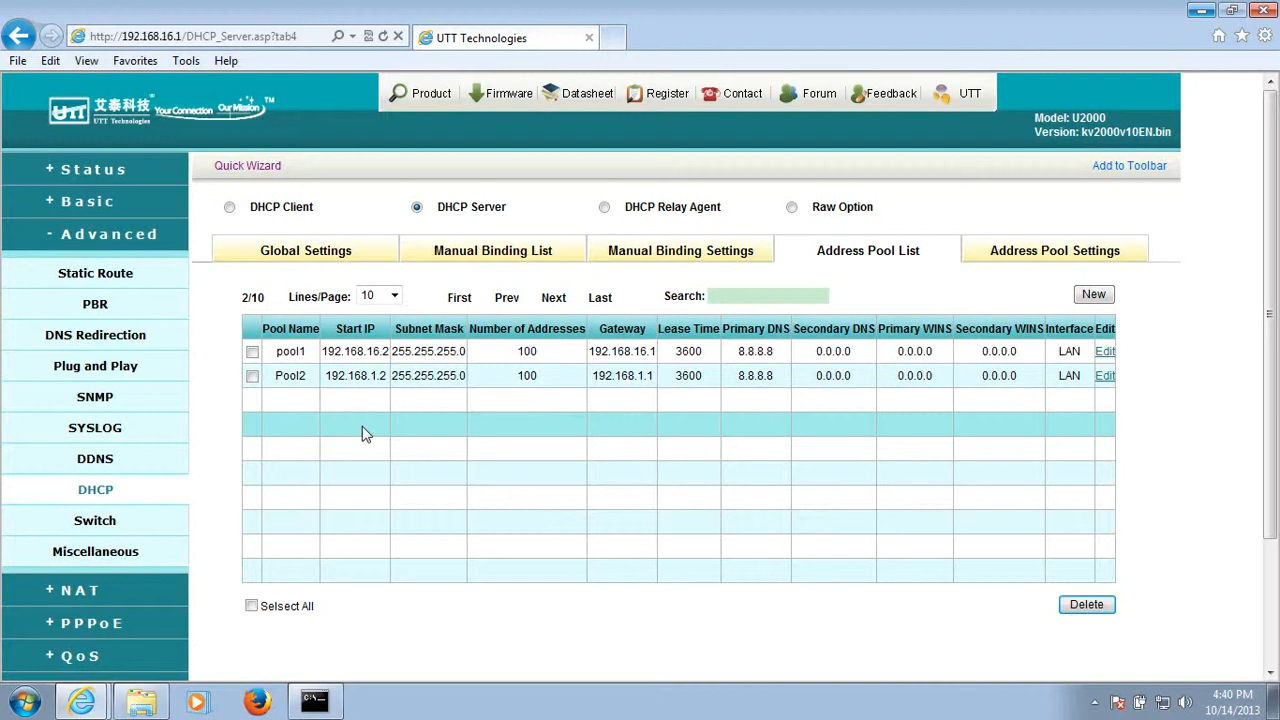 http://192.168.16.1/DHCP_Server.asp?tab4
UTT Technologies
File Edit View Favorites Tools Help
UTT 艾泰科技® Your Connection Our Mission ™
UTT Technologies
Product Firmware Datasheet Register Contact Forum Feedback UTT
Model: U2000
Version: kv2000v10EN.bin
+ Status
+ Basic
- Advanced
Static Route
PBR
DNS Redirection
Plug and Play
SNMP
SYSLOG
DDNS
DHCP
Switch
Miscellaneous
+ NAT
+ PPPoE
+ QoS
Quick Wizard Add to Toolbar
DHCP Client DHCP Server DHCP Relay Agent Raw Option
Global Settings Manual Binding List Manual Binding Settings Address Pool List Address Pool Settings
2/10 Lines/Page: 10 First Prev Next Last Search: New
Pool Name Start IP Subnet Mask Number of Addresses Gateway Lease Time Primary DNS Secondary DNS Primary WINS Secondary WINS Interface Edit
pool1 192.168.16.2 255.255.255.0 100 192.168.16.1 3600 8.8.8.8 0.0.0.0 0.0.0.0 0.0.0.0 LAN Edit
Pool2 192.168.1.2 255.255.255.0 100 192.168.1.1 3600 8.8.8.8 0.0.0.0 0.0.0.0 0.0.0.0 LAN Edit
Selsect All Delete
C:\
4:40 PM
10/14/2013